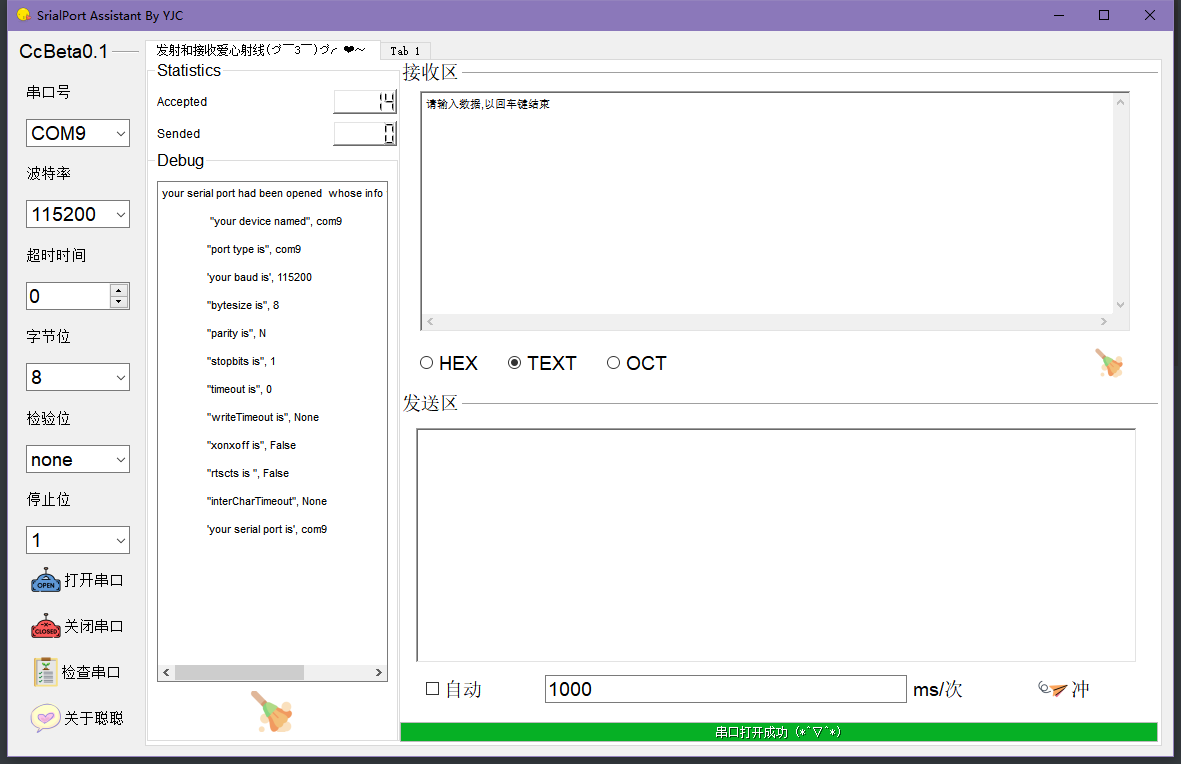 SrialPort Assistant By YJC
CcBeta0.1
串口号
COM9
波特率
115200
超时时间
0
字节位
8
检验位
none
停止位
1
OPEN
打开串口
CLOSED
关闭串口
检查串口
关于聪聪
发射和接收爱心射线(づ￣3￣)づ╭❤～
Tab 1
Statistics
Accepted 14
Sended 0
Debug
your serial port had been opened whose info
"your device named", com9
"port type is", com9
'your baud is', 115200
"bytesize is", 8
"parity is", N
"stopbits is", 1
"timeout is", 0
"writeTimeout is", None
"xonxoff is", False
"rtscts is ", False
"interCharTimeout", None
'your serial port is', com9
接收区
请输入数据,以回车键结束
HEX TEXT OCT
发送区
自动 1000 ms/次 冲
串口打开成功 (*^▽^*)